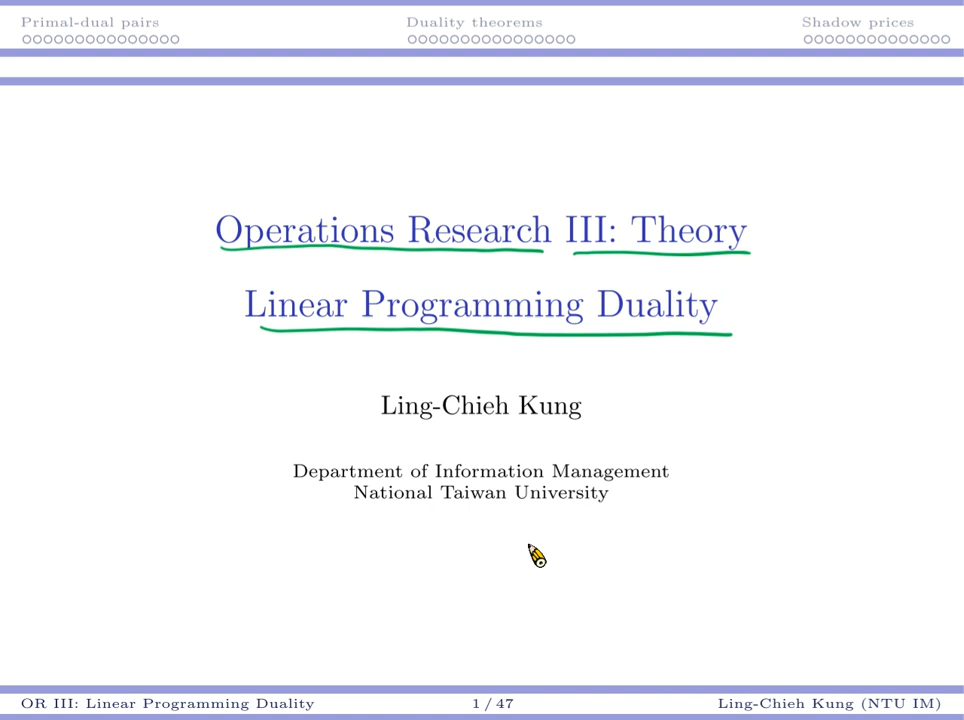 Primal-dual pairs Duality theorems Shadow prices
Operations Research III: Theory
Linear Programming Duality
Ling-Chieh Kung
Department of Information Management
National Taiwan University
OR III: Linear Programming Duality 1 / 47 Ling-Chieh Kung (NTU IM)